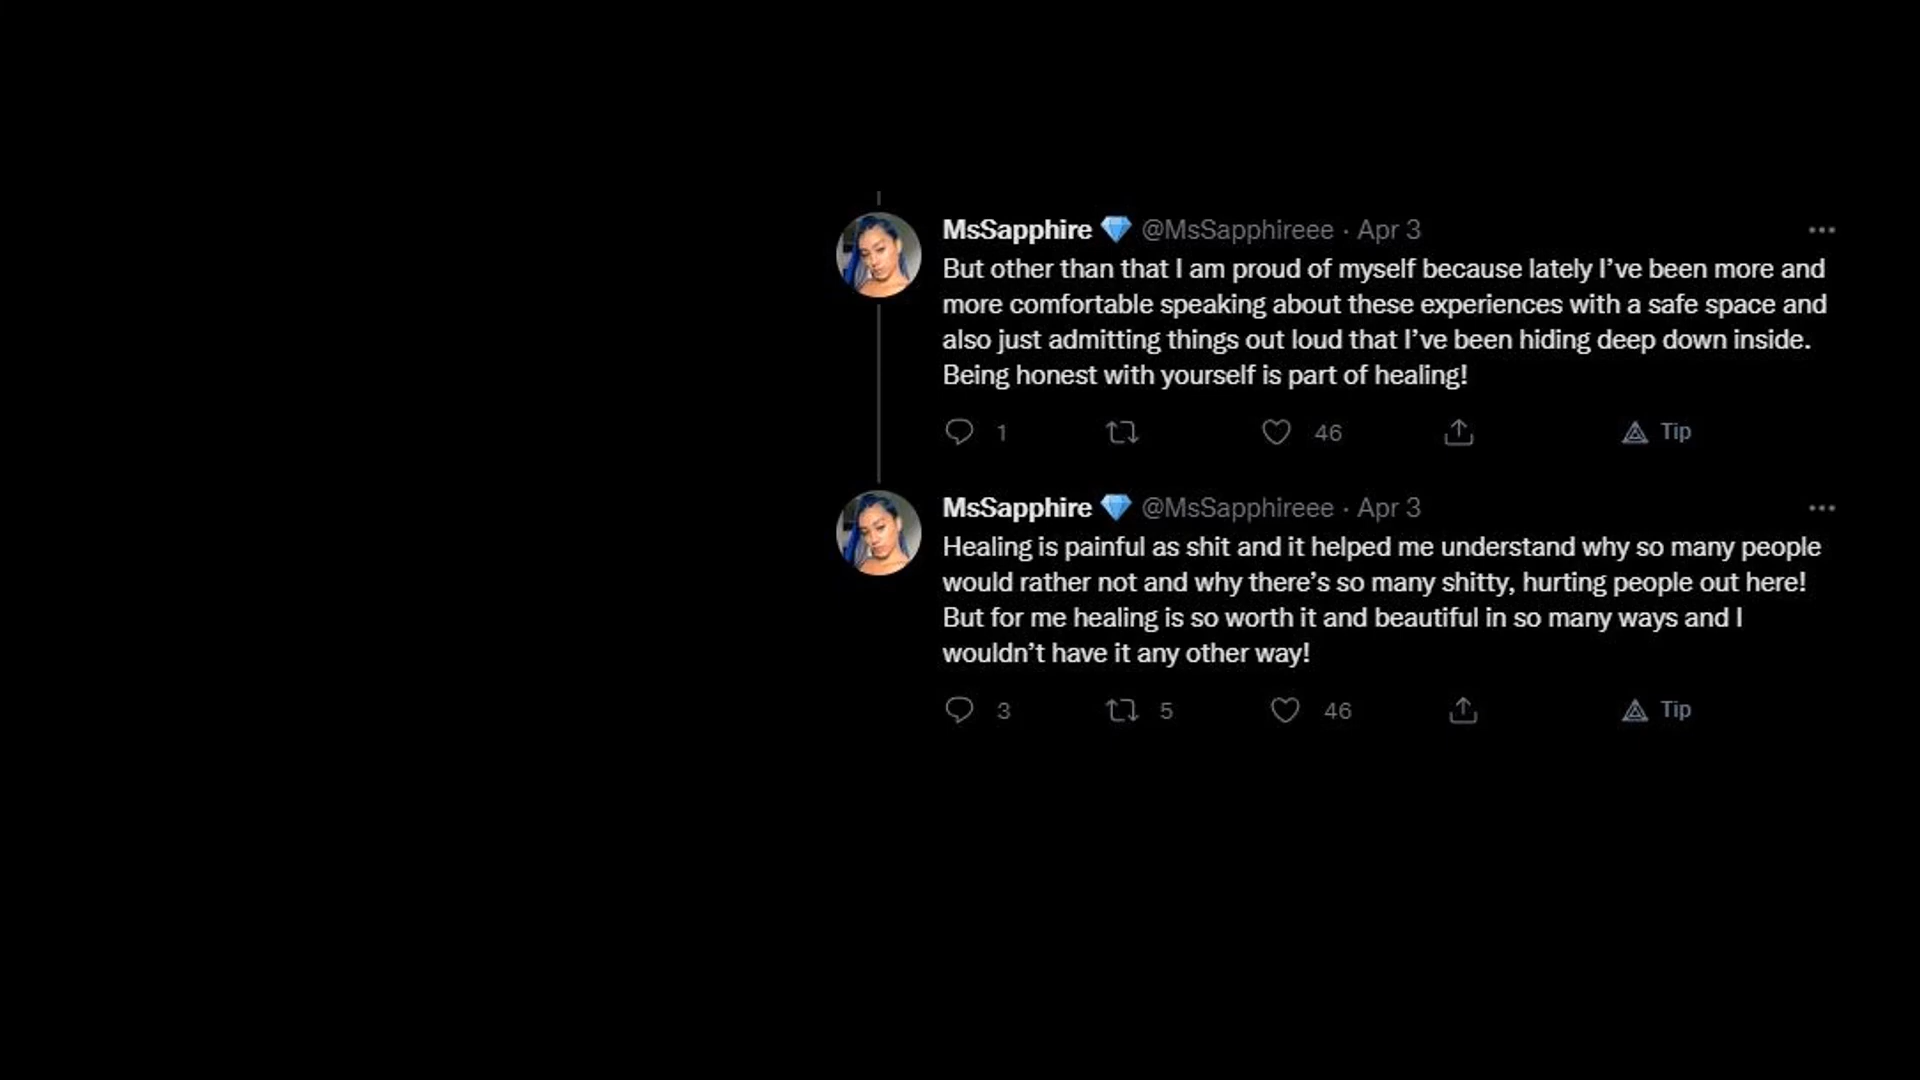 MsSapphire 💎 @MsSapphireee · Apr 3
But other than that I am proud of myself because lately I’ve been more and
more comfortable speaking about these experiences with a safe space and
also just admitting things out loud that I’ve been hiding deep down inside.
Being honest with yourself is part of healing!
1 46 Tip
MsSapphire 💎 @MsSapphireee · Apr 3
Healing is painful as shit and it helped me understand why so many people
would rather not and why there’s so many shitty, hurting people out here!
But for me healing is so worth it and beautiful in so many ways and I
wouldn’t have it any other way!
3 5 46 Tip